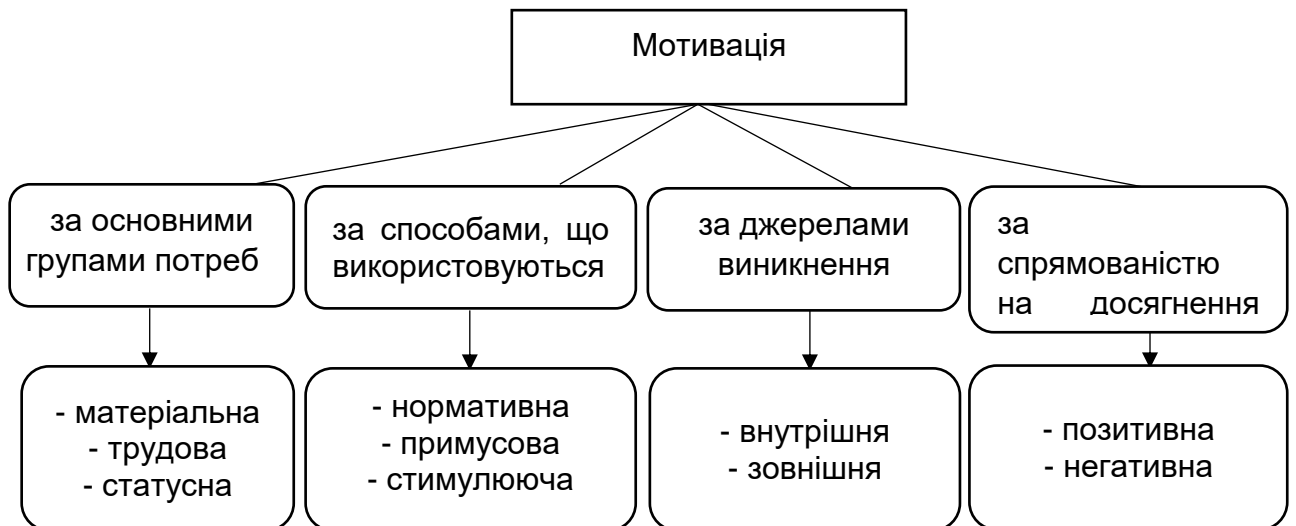 Мотивація
за основними
групами потреб
за способами, що
використовуються
за джерелами
виникнення
за
спрямованістю
на досягнення
- матеріальна
- трудова
- статусна
- нормативна
- примусова
- стимулююча
- внутрішня
- зовнішня
- позитивна
- негативна